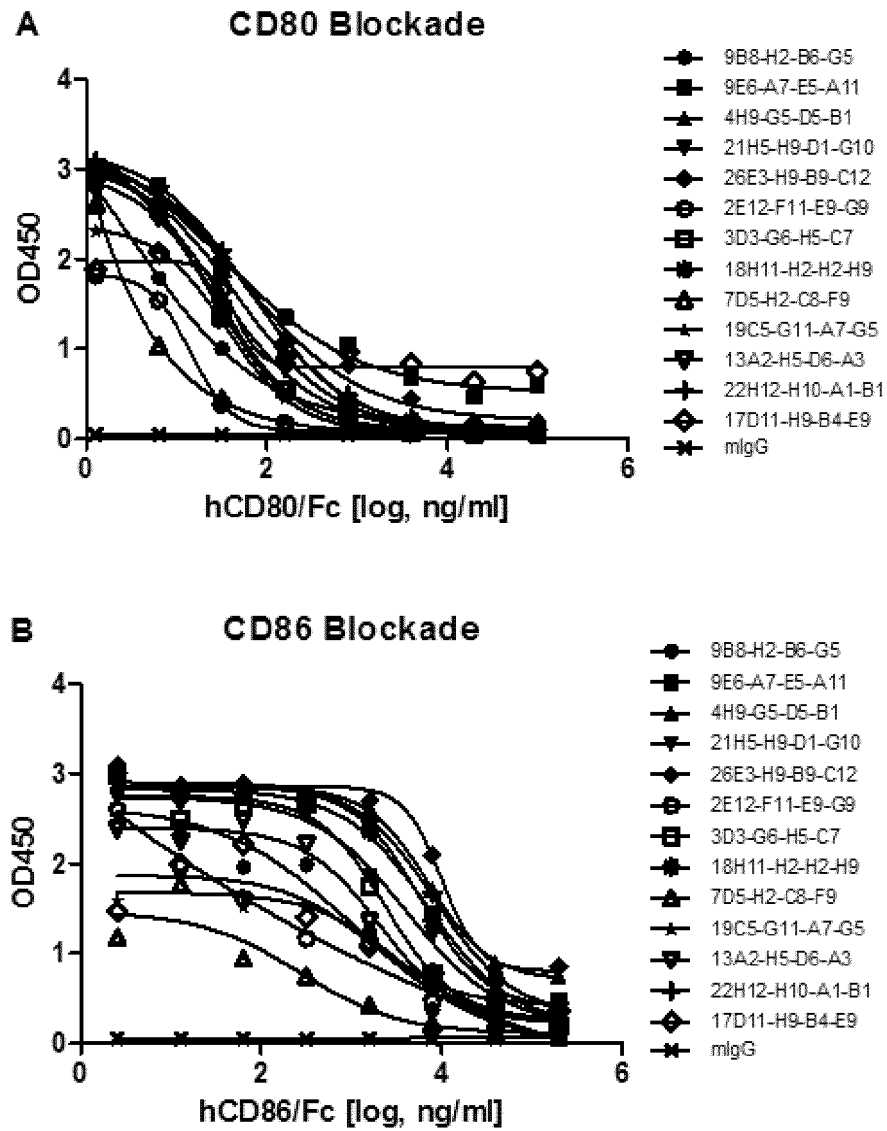 A
CD80 Blockade
OD450
4
3
2
1
0
0
2
4
6
hCD80/Fc [log, ng/ml]
9B8-H2-B6-G5
9E6-A7-E5-A11
4H9-G5-D5-B1
21H5-H9-D1-G10
26E3-H9-B9-C12
2E12-F11-E9-G9
3D3-G6-H5-C7
18H11-H2-H2-H9
7D5-H2-C8-F9
19C5-G11-A7-G5
13A2-H5-D6-A3
22H12-H10-A1-B1
17D11-H9-B4-E9
mIgG
B
CD86 Blockade
OD450
4
3
2
1
0
0
2
4
6
hCD86/Fc [log, ng/ml]
9B8-H2-B6-G5
9E6-A7-E5-A11
4H9-G5-D5-B1
21H5-H9-D1-G10
26E3-H9-B9-C12
2E12-F11-E9-G9
3D3-G6-H5-C7
18H11-H2-H2-H9
7D5-H2-C8-F9
19C5-G11-A7-G5
13A2-H5-D6-A3
22H12-H10-A1-B1
17D11-H9-B4-E9
mIgG